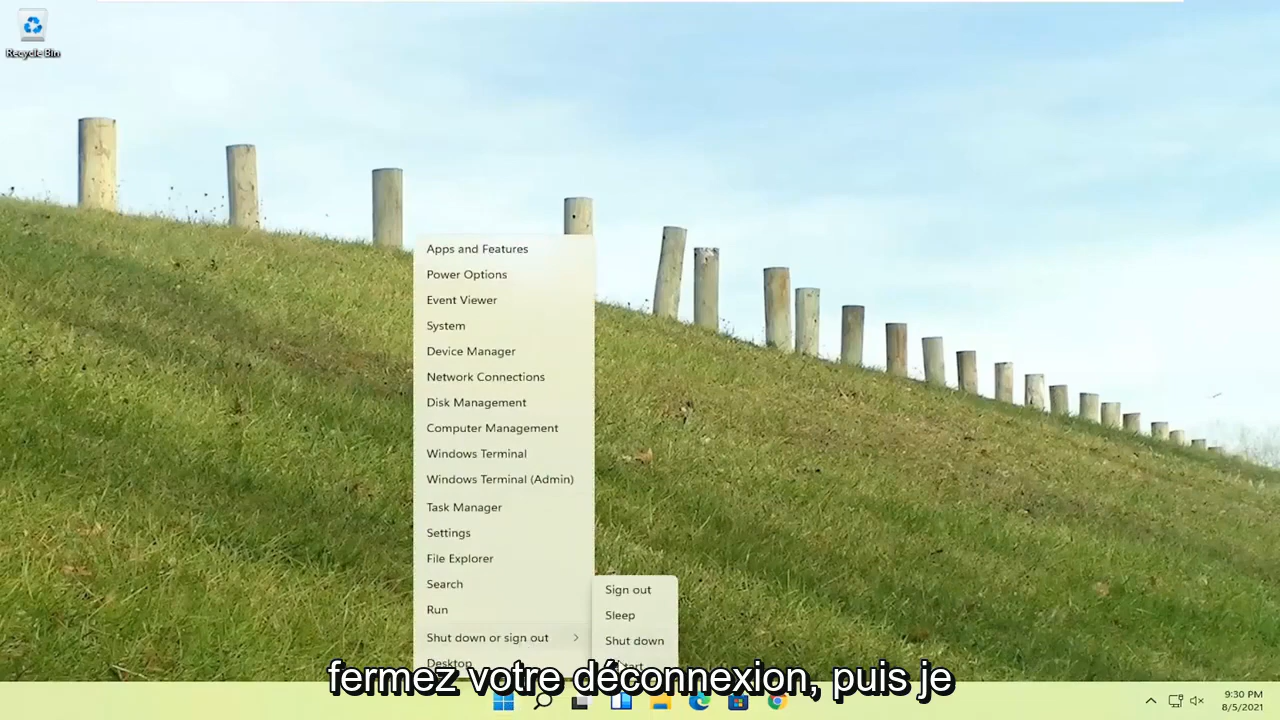 Recycle Bin
Apps and Features
Power Options
Event Viewer
System
Device Manager
Network Connections
Disk Management
Computer Management
Windows Terminal
Windows Terminal (Admin)
Task Manager
Settings
File Explorer
Search
Run
Shut down or sign out
Desktop
Sign out
Sleep
Shut down
fermez votre déconnexion, puis je
9:30 PM
8/5/2021